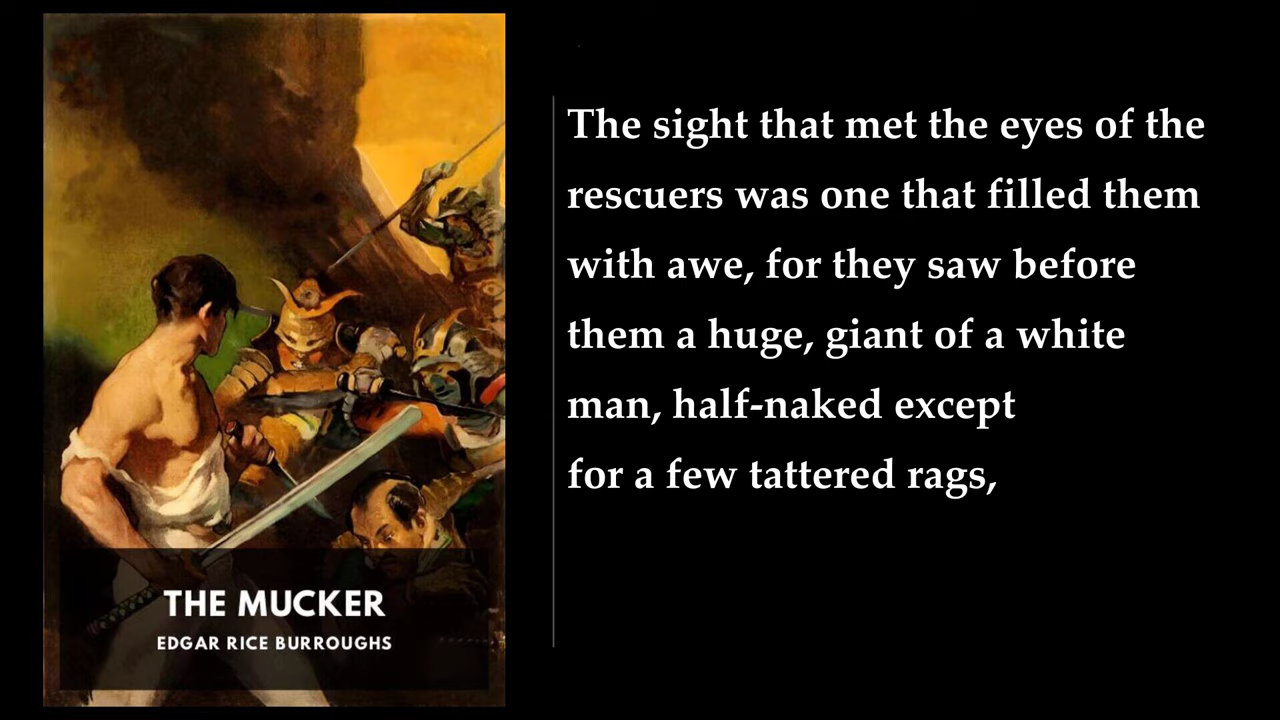 The sight that met the eyes of the
rescuers was one that filled them
with awe, for they saw before
them a huge, giant of a white
man, half-naked except
for a few tattered rags,
THE MUCKER
EDGAR RICE BURROUGHS